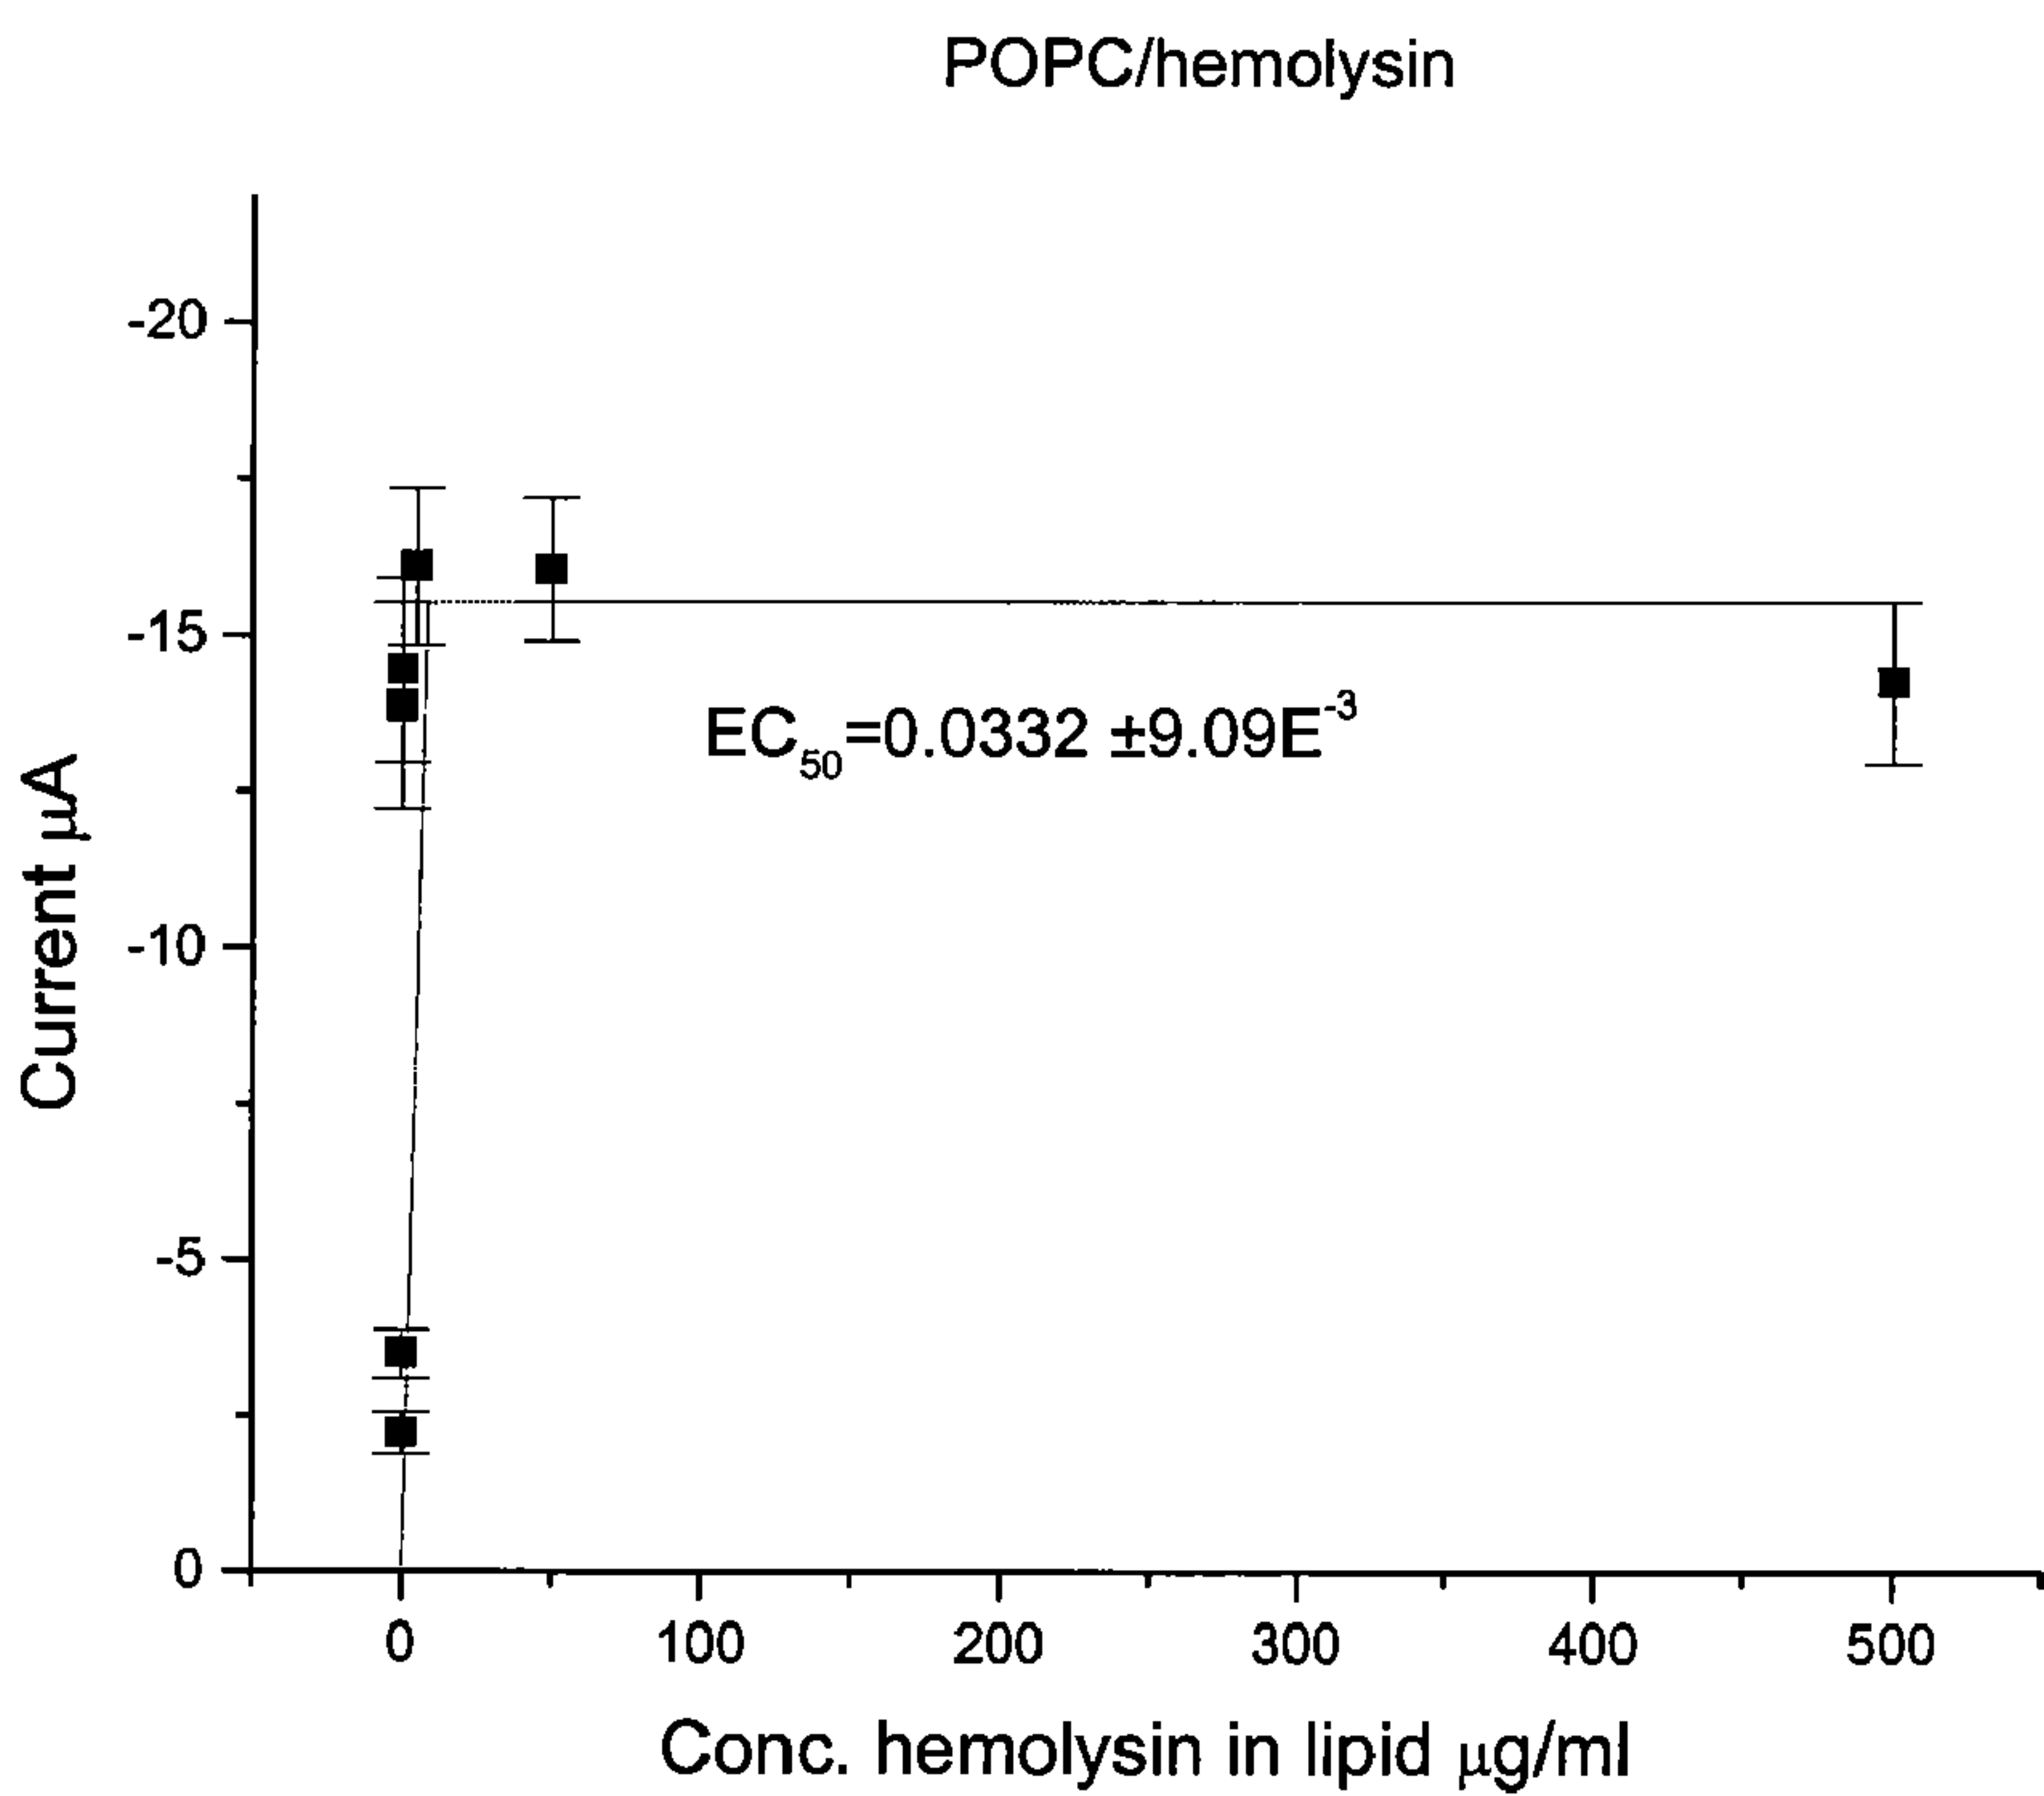 POPC/hemolysin
-20
-15
EC50=0.0332 ±9.09E-3
-10
-5
0
0 100 200 300 400 500
Current µA
Conc. hemolysin in lipid µg/ml